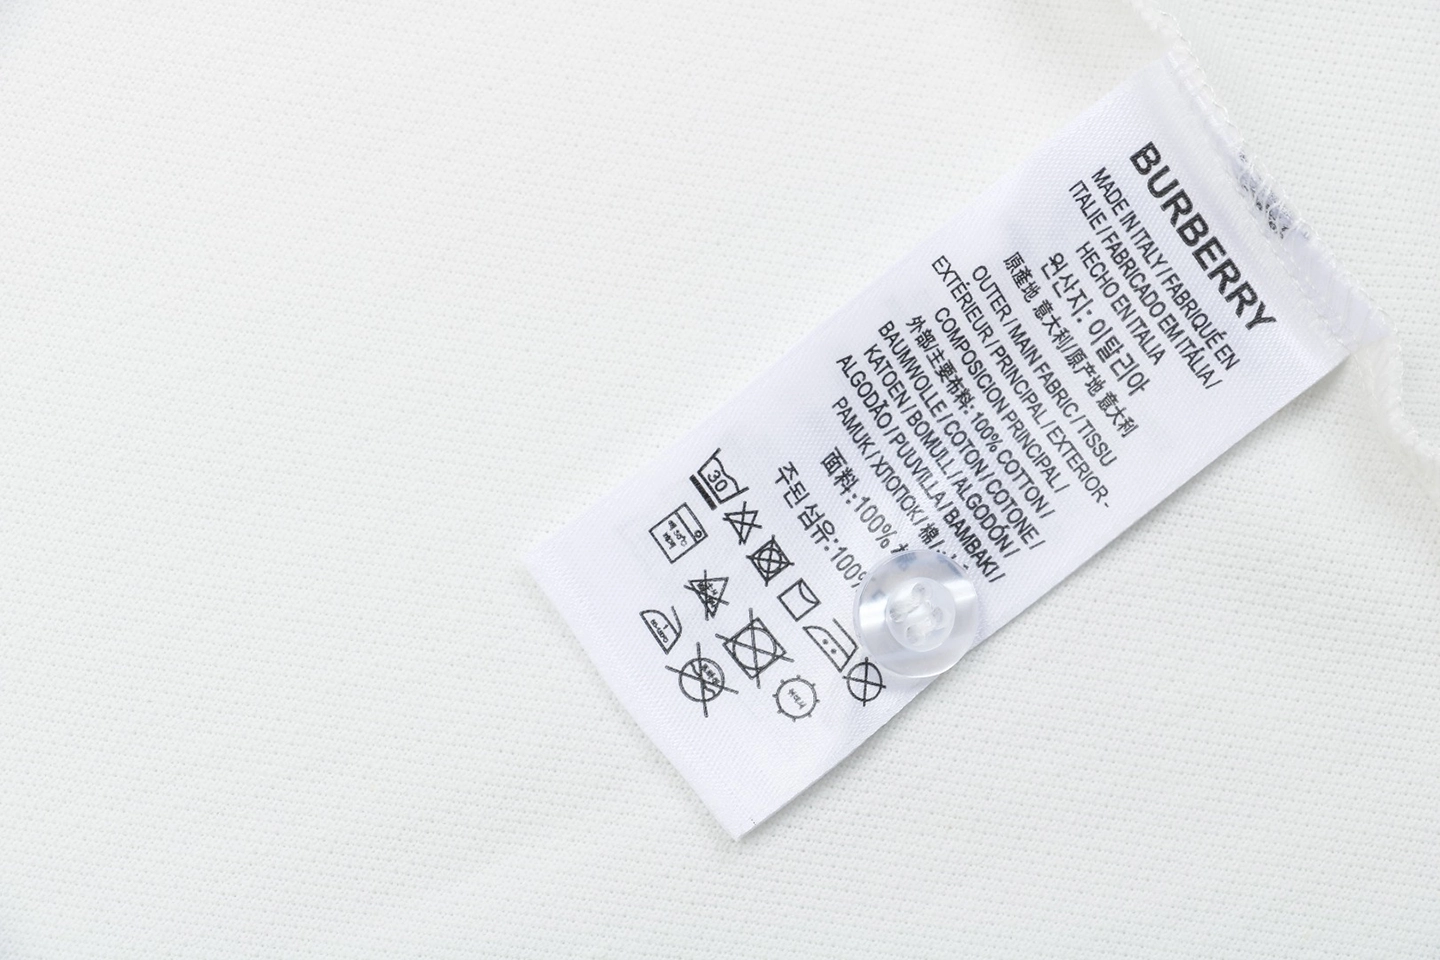 BURBERRY
MADE IN ITALY / FABRIQUÉ EN
ITALIE / FABRICADO EM ITÁLIA /
HECHO EN ITALIA
원산지: 이탈리아
原産地 意大利/原产地 意大利
OUTER / MAIN FABRIC / TISSU
EXTÉRIEUR / PRINCIPAL / EXTERIOR -
COMPOSICION PRINCIPAL /
外部/主要布料: 100% COTTON /
BAUMWOLLE / COTON / COTONE /
KATOEN / BOMULL / ALGODÓN /
ALGODÃO / PUUVILLA / BAMBAKI /
PAMUK / ΧΠΟΠΟΚ / 棉 /
面料:100%
주된 섬유:100%
30